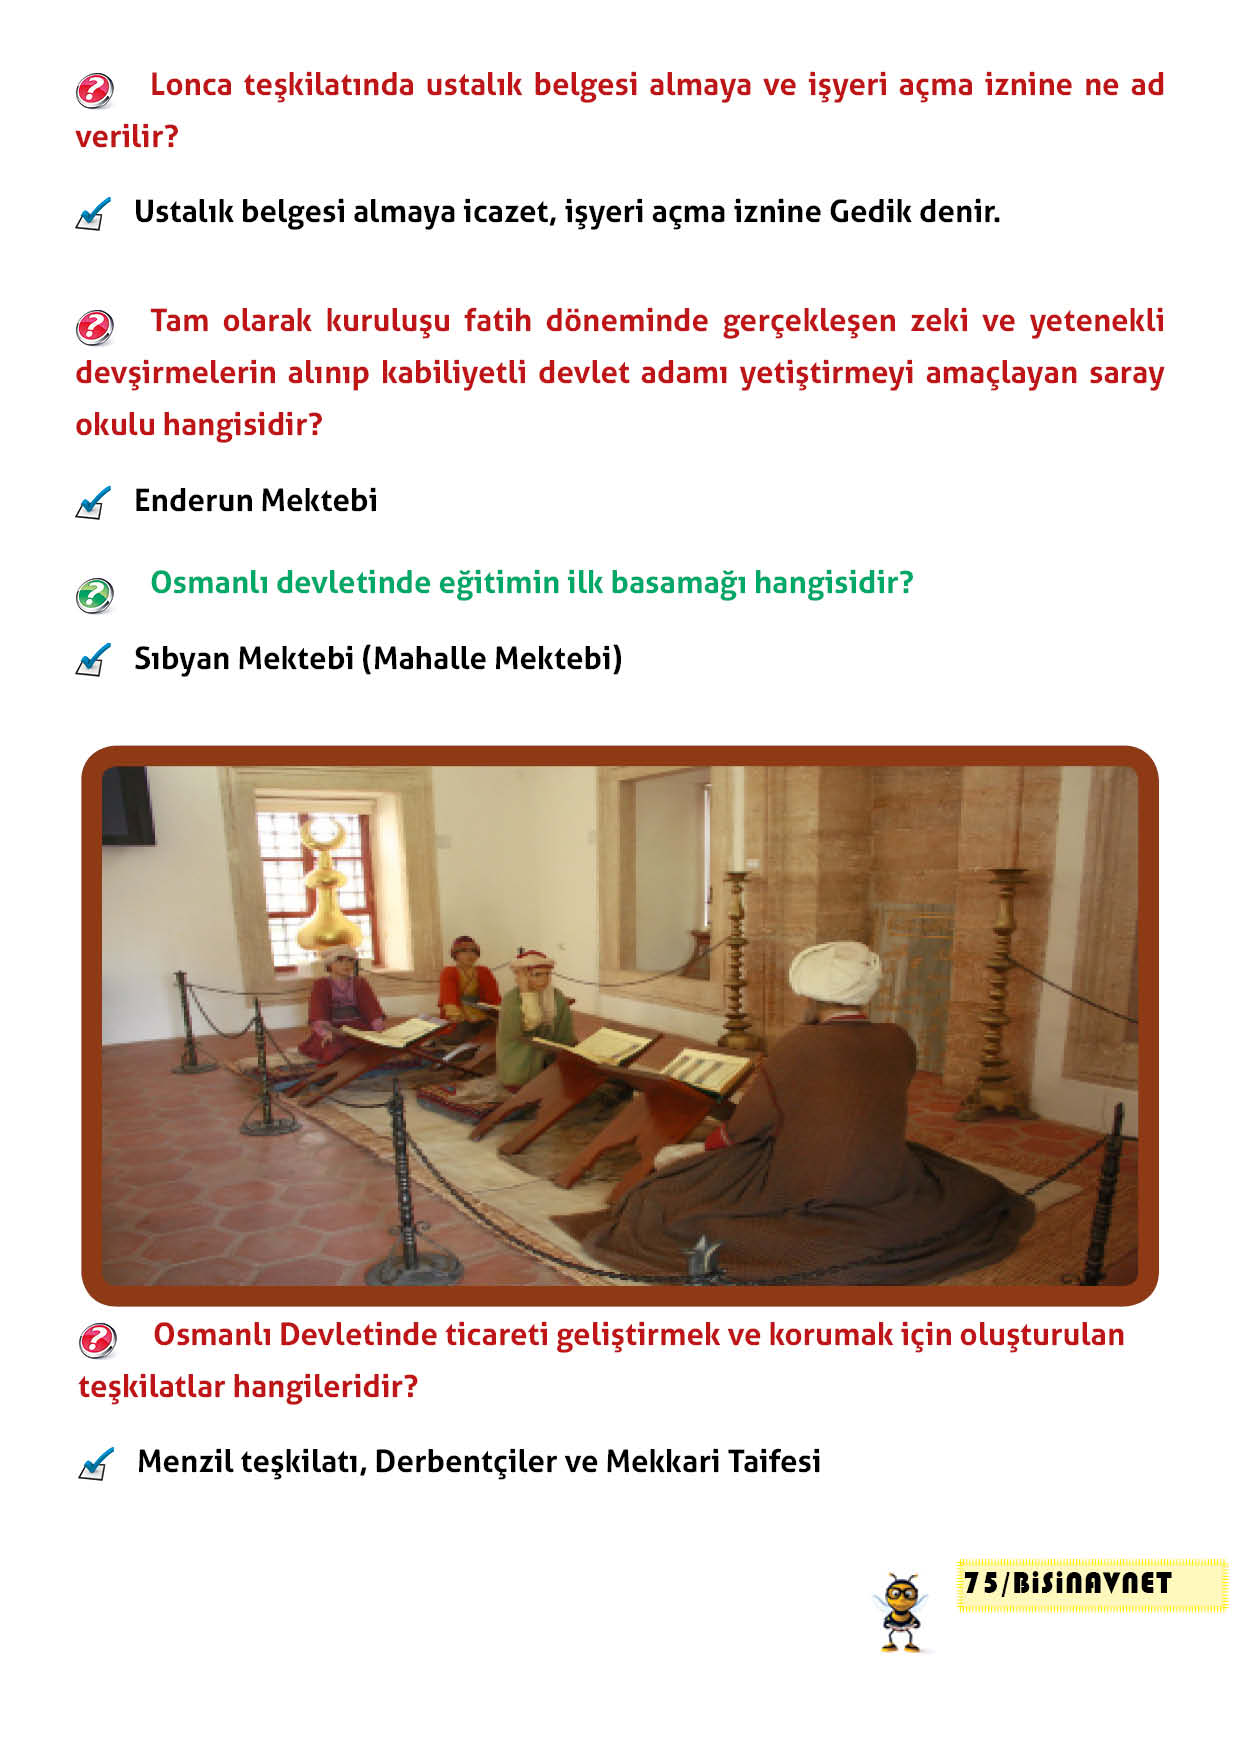 Lonca teşkilatında ustalık belgesi almaya ve işyeri açma iznine ne ad
verilir?
Ustalık belgesi almaya icazet, işyeri açma iznine Gedik denir.
Tam olarak kuruluşu fatih döneminde gerçekleşen zeki ve yetenekli
devşirmelerin alınıp kabiliyetli devlet adamı yetiştirmeyi amaçlayan saray
okulu hangisidir?
Enderun Mektebi
Osmanlı devletinde eğitimin ilk basamağı hangisidir?
Sıbyan Mektebi (Mahalle Mektebi)
Osmanlı Devletinde ticareti geliştirmek ve korumak için oluşturulan
teşkilatlar hangileridir?
Menzil teşkilatı, Derbentçiler ve Mekkari Taifesi
75/BiSiNAVNET